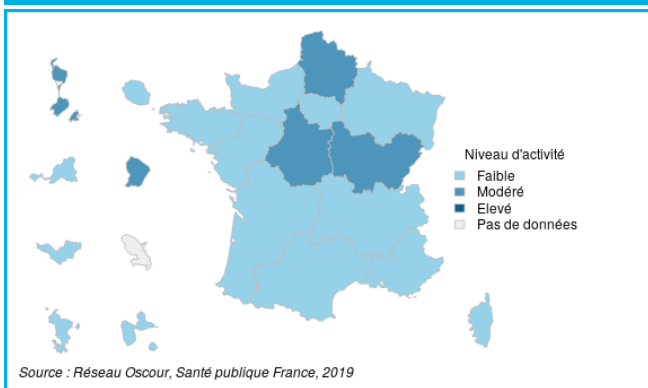 Niveau d'activité
Faible
Modéré
Elevé
Pas de données
Source : Réseau Oscour, Santé publique France, 2019